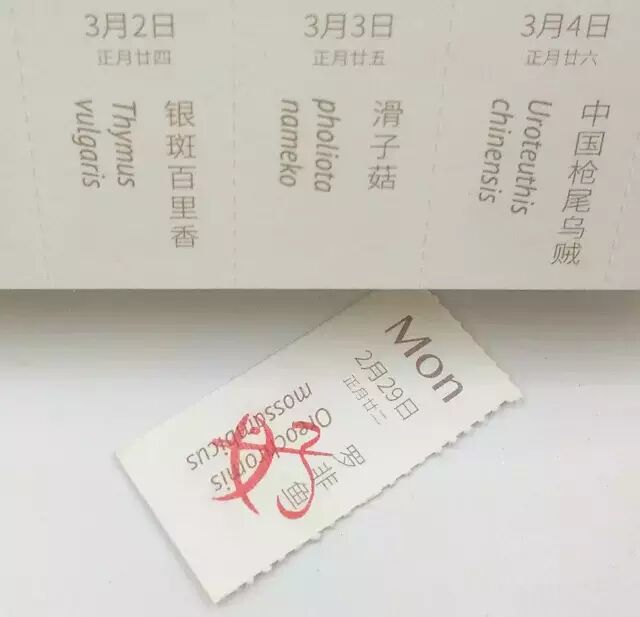 3月2日
正月廿四
银斑百里香
Thymus
vulgaris
3月3日
正月廿五
滑子菇
pholiota
nameko
3月4日
正月廿六
中国枪尾乌贼
Uroteuthis
chinensis
Mon
2月29日
正月廿二
罗非鱼
Oreochromis
mossambicus